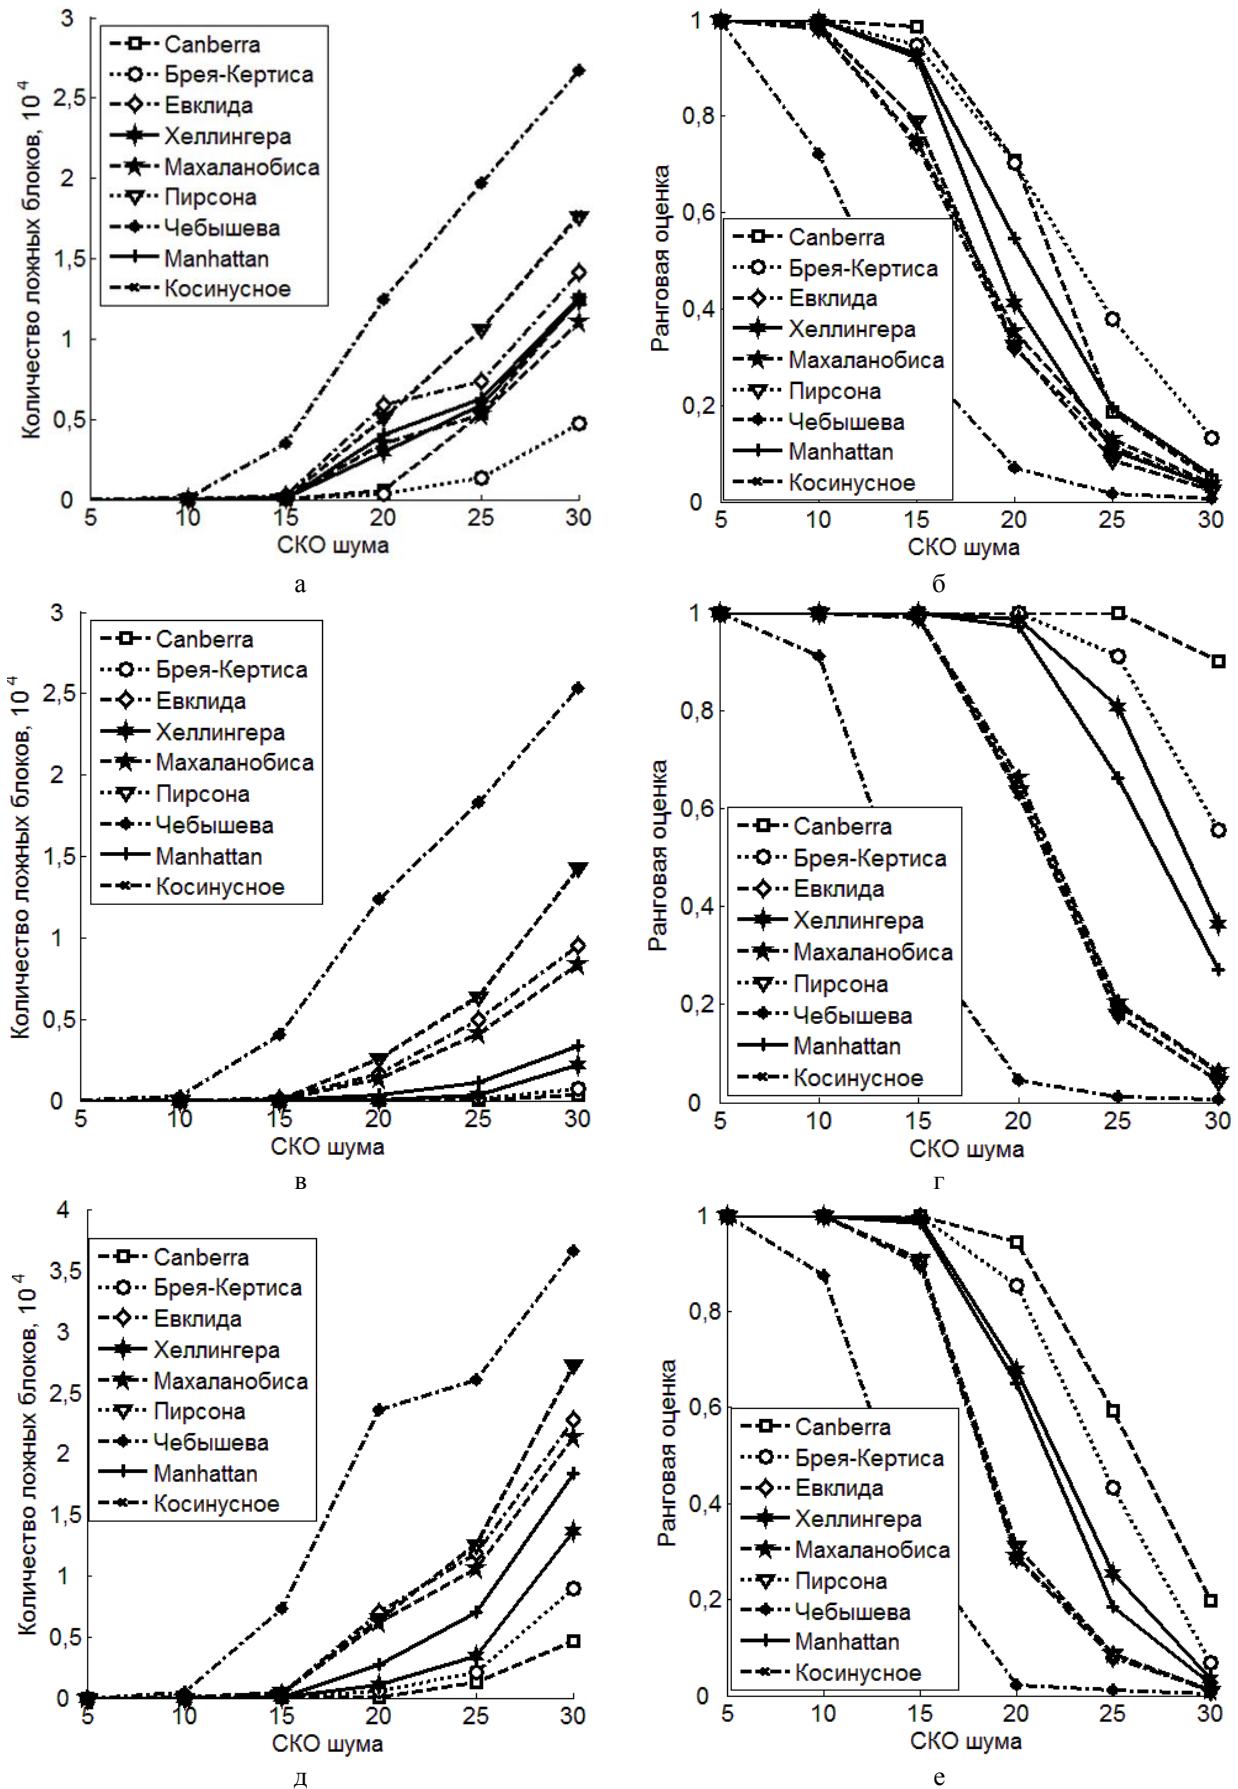 Количество ложных блоков, 10^4
3
2,5
2
1,5
1
0,5
0
Canberra
Брея-Кертиса
Евклида
Хеллингера
Махаланобиса
Пирсона
Чебышева
Manhattan
Косинусное
5 10 15 20 25 30
СКО шума
а
Ранговая оценка
1
0,8
0,6
0,4
0,2
0
Canberra
Брея-Кертиса
Евклида
Хеллингера
Махаланобиса
Пирсона
Чебышева
Manhattan
Косинусное
5 10 15 20 25 30
СКО шума
б
Количество ложных блоков, 10^4
3
2,5
2
1,5
1
0,5
0
Canberra
Брея-Кертиса
Евклида
Хеллингера
Махаланобиса
Пирсона
Чебышева
Manhattan
Косинусное
5 10 15 20 25 30
СКО шума
в
Ранговая оценка
1
0,8
0,6
0,4
0,2
0
Canberra
Брея-Кертиса
Евклида
Хеллингера
Махаланобиса
Пирсона
Чебышева
Manhattan
Косинусное
5 10 15 20 25 30
СКО шума
г
Количество ложных блоков, 10^4
4
3,5
3
2,5
2
1,5
1
0,5
0
Canberra
Брея-Кертиса
Евклида
Хеллингера
Махаланобиса
Пирсона
Чебышева
Manhattan
Косинусное
5 10 15 20 25 30
СКО шума
д
Ранговая оценка
1
0,8
0,6
0,4
0,2
0
Canberra
Брея-Кертиса
Евклида
Хеллингера
Махаланобиса
Пирсона
Чебышева
Manhattan
Косинусное
5 10 15 20 25 30
СКО шума
е